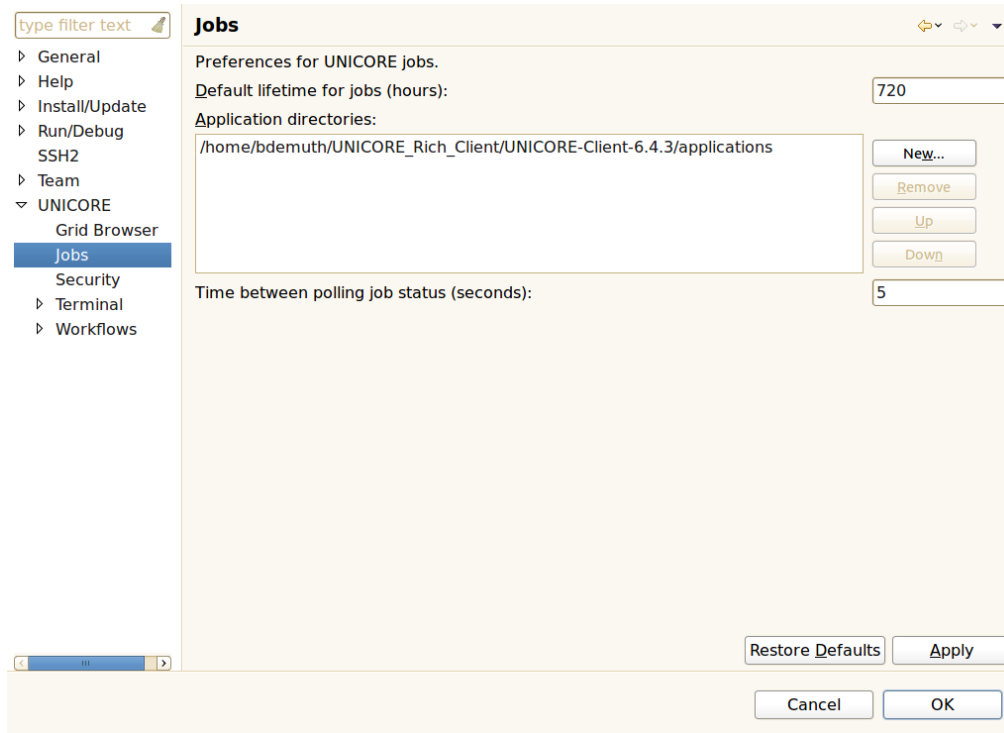 type filter text
General
Help
Install/Update
Run/Debug
SSH2
Team
UNICORE
Grid Browser
Jobs
Security
Terminal
Workflows
Jobs
Preferences for UNICORE jobs.
Default lifetime for jobs (hours): 720
Application directories:
/home/bdemuth/UNICORE_Rich_Client/UNICORE-Client-6.4.3/applications
New...
Remove
Up
Down
Time between polling job status (seconds): 5
Restore Defaults Apply
Cancel OK